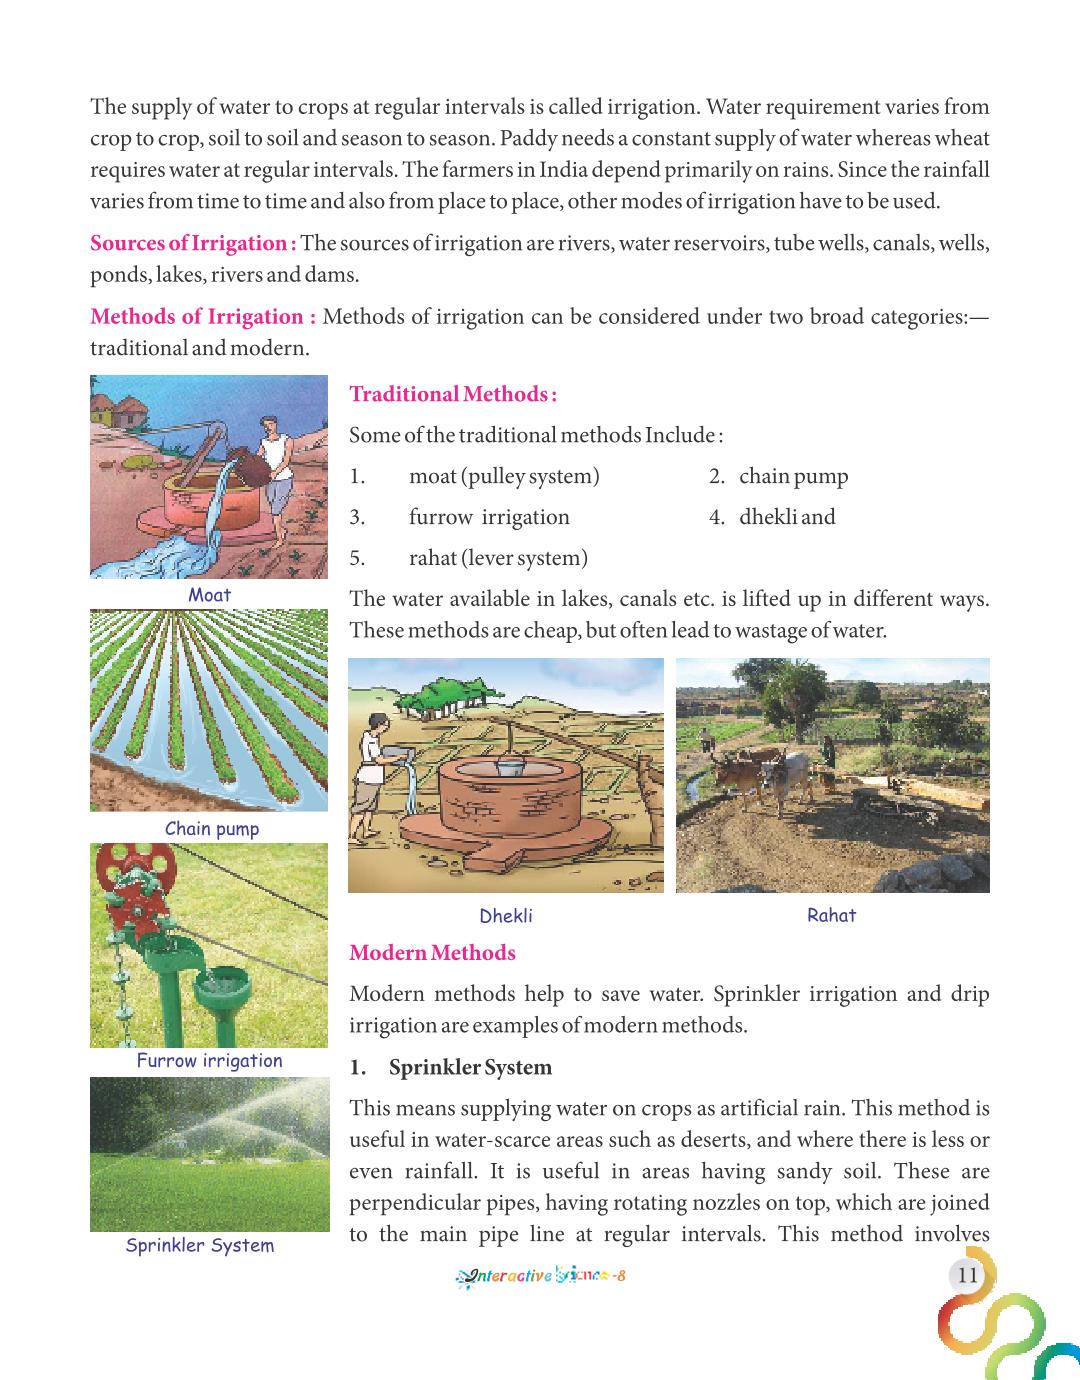 The supply of water to crops at regular intervals is called irrigation. Water requirement varies from
crop to crop, soil to soil and season to season. Paddy needs a constant supply of water whereas wheat
requires water at regular intervals. The farmers in India depend primarily on rains. Since the rainfall
varies from time to time and also from place to place, other modes of irrigation have to be used.
Sources of Irrigation : The sources of irrigation are rivers, water reservoirs, tube wells, canals, wells,
ponds, lakes, rivers and dams.
Methods of Irrigation : Methods of irrigation can be considered under two broad categories:—
traditional and modern.
Moat
Chain pump
Furrow irrigation
Sprinkler System
Traditional Methods :
Some of the traditional methods Include :
1. moat (pulley system) 2. chain pump
3. furrow irrigation 4. dhekli and
5. rahat (lever system)
The water available in lakes, canals etc. is lifted up in different ways.
These methods are cheap, but often lead to wastage of water.
Dhekli
Rahat
Modern Methods
Modern methods help to save water. Sprinkler irrigation and drip
irrigation are examples of modern methods.
1. Sprinkler System
This means supplying water on crops as artificial rain. This method is
useful in water-scarce areas such as deserts, and where there is less or
even rainfall. It is useful in areas having sandy soil. These are
perpendicular pipes, having rotating nozzles on top, which are joined
to the main pipe line at regular intervals. This method involves
Interactive Science -8
11